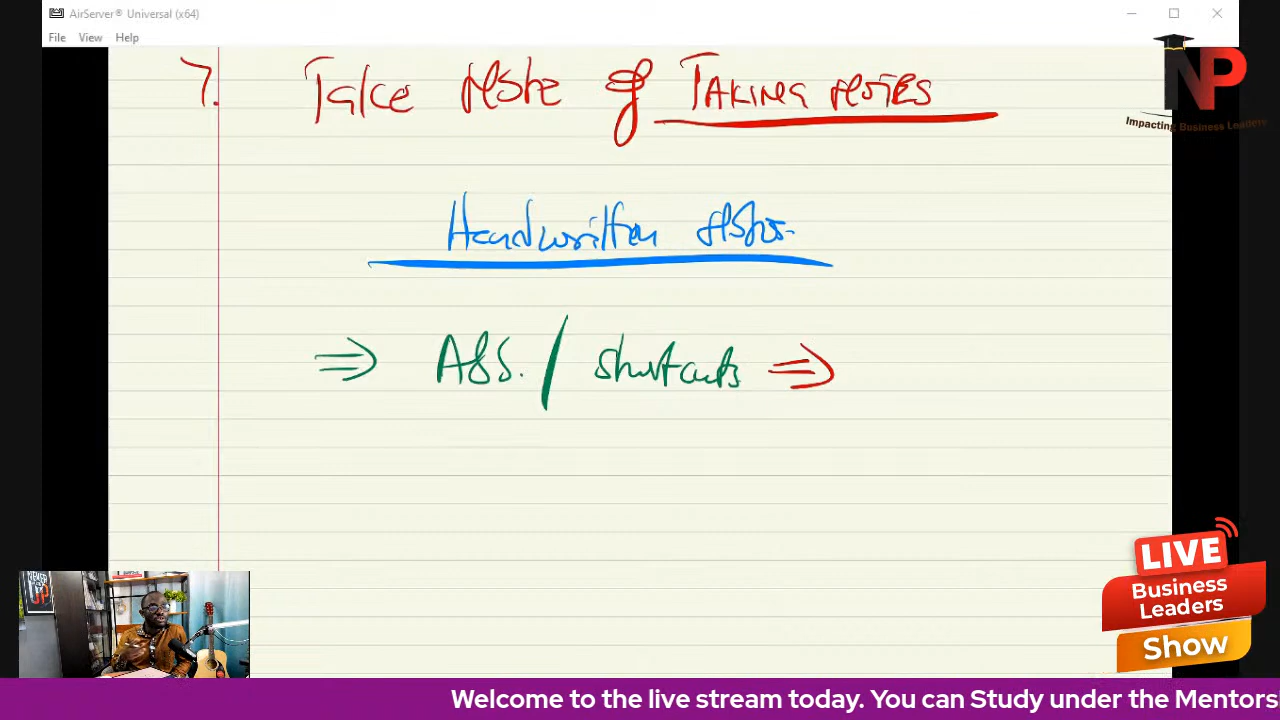 AirServer® Universal (x64)
File View Help
NP
Impacting Business Leaders
7. Take Note of TAKING NOTES
Handwritten Notes.
⇒ Abb. / Shortcuts ⇒
LIVE
Business
Leaders
Show
Welcome to the live stream today. You can Study under the Mentors